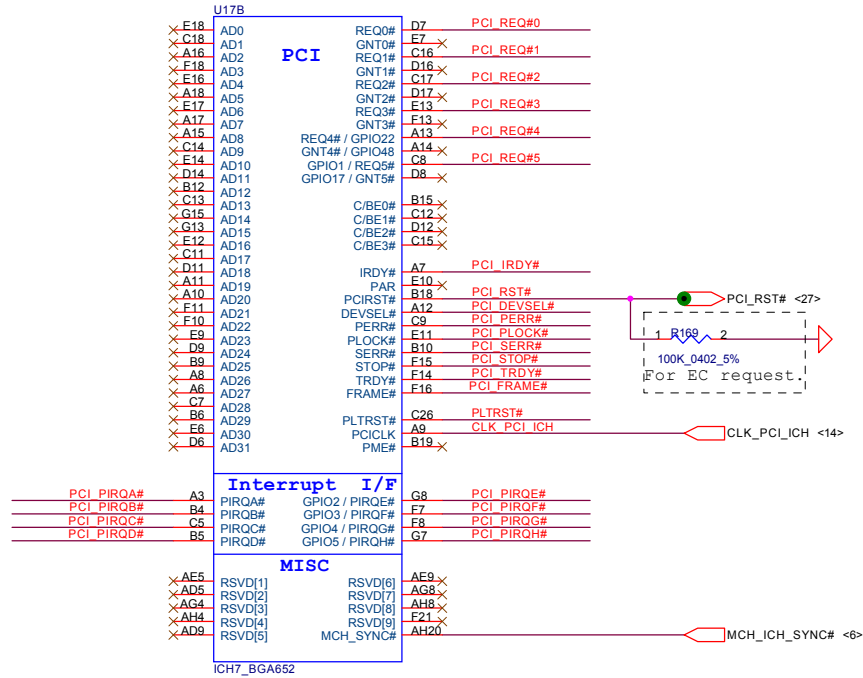 U17B
PCI
E18 AD0 REQ0# D7 PCI_REQ#0
C18 AD1 GNT0# E7
A16 AD2 REQ1# C16 PCI_REQ#1
F18 AD3 GNT1# D16
E16 AD4 REQ2# C17 PCI_REQ#2
A18 AD5 GNT2# D17
E17 AD6 REQ3# E13 PCI_REQ#3
A17 AD7 GNT3# F13
A15 AD8 REQ4# / GPIO22 A13 PCI_REQ#4
C14 AD9 GNT4# / GPIO48 A14
E14 AD10 GPIO1 / REQ5# C8 PCI_REQ#5
D14 AD11 GPIO17 / GNT5# D8
B12 AD12
C13 AD13 C/BE0# B15
G15 AD14 C/BE1# C12
G13 AD15 C/BE2# D12
E12 AD16 C/BE3# C15
C11 AD17
D11 AD18 IRDY# A7 PCI_IRDY#
A11 AD19 PAR E10
A10 AD20 PCIRST# B18 PCI_RST# PCI_RST# <27>
F11 AD21 DEVSEL# A12 PCI_DEVSEL#
F10 AD22 PERR# C9 PCI_PERR#
E9 AD23 PLOCK# E11 PCI_PLOCK# 1 R169 2
D9 AD24 SERR# B10 PCI_SERR#
B9 AD25 STOP# F15 PCI_STOP# 100K_0402_5%
A8 AD26 TRDY# F14 PCI_TRDY# For EC request.
A6 AD27 FRAME# F16 PCI_FRAME#
C7 AD28
B6 AD29 PLTRST# C26 PLTRST#
E6 AD30 PCICLK A9 CLK_PCI_ICH CLK_PCI_ICH <14>
D6 AD31 PME# B19
Interrupt I/F
PCI_PIRQA# A3 PIRQA# GPIO2 / PIRQE# G8 PCI_PIRQE#
PCI_PIRQB# B4 PIRQB# GPIO3 / PIRQF# F7 PCI_PIRQF#
PCI_PIRQC# C5 PIRQC# GPIO4 / PIRQG# F8 PCI_PIRQG#
PCI_PIRQD# B5 PIRQD# GPIO5 / PIRQH# G7 PCI_PIRQH#
MISC
AE5 RSVD[1] RSVD[6] AE9
AD5 RSVD[2] RSVD[7] AG8
AG4 RSVD[3] RSVD[8] AH8
AH4 RSVD[4] RSVD[9] F21
AD9 RSVD[5] MCH_SYNC# AH20 MCH_ICH_SYNC# <6>
ICH7_BGA652